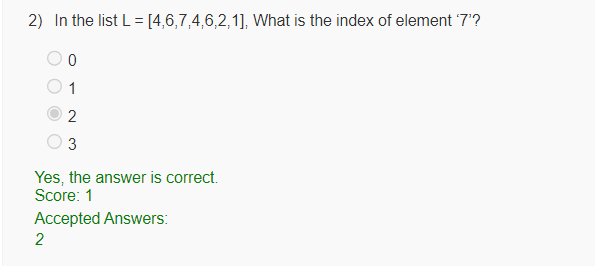 2) In the list L = [4,6,7,4,6,2,1], What is the index of element ‘7’?
0
1
2
3
Yes, the answer is correct.
Score: 1
Accepted Answers:
2